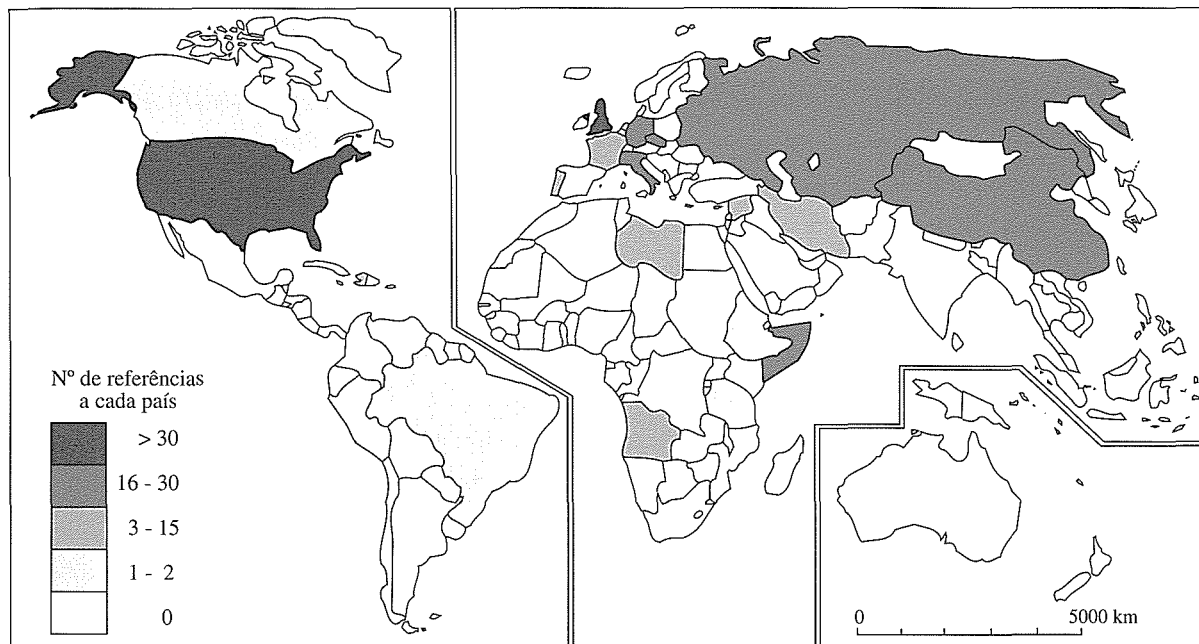 Nº de referências
a cada país
> 30
16 - 30
3 - 15
1 - 2
0
0 5000 km